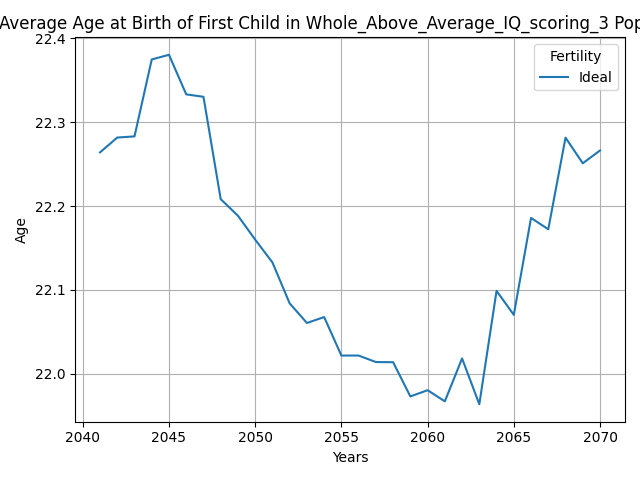 Average Age at Birth of First Child in Whole_Above_Average_IQ_scoring_3 Pop
22.4
22.3
22.2
22.1
22.0
Age
Fertility
Ideal
2040 2045 2050 2055 2060 2065 2070
Years